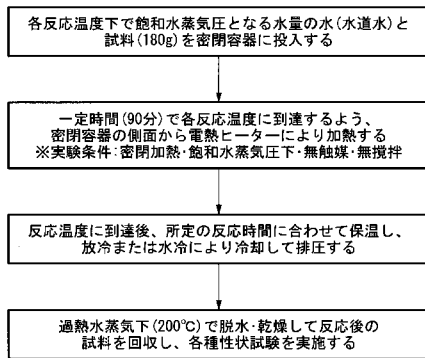 各反応温度下で飽和水蒸気圧となる水量の水(水道水)と
試料(180g)を密閉容器に投入する
一定時間(90分)で各反応温度に到達するよう、
密閉容器の側面から電熱ヒーターにより加熱する
※実験条件:密閉加熱・飽和水蒸気圧下・無触媒・無撹拌
反応温度に到達後、所定の反応時間に合わせて保温し、
放冷または水冷により冷却して排圧する
過熱水蒸気下(200℃)で脱水・乾燥して反応後の
試料を回収し、各種性状試験を実施する